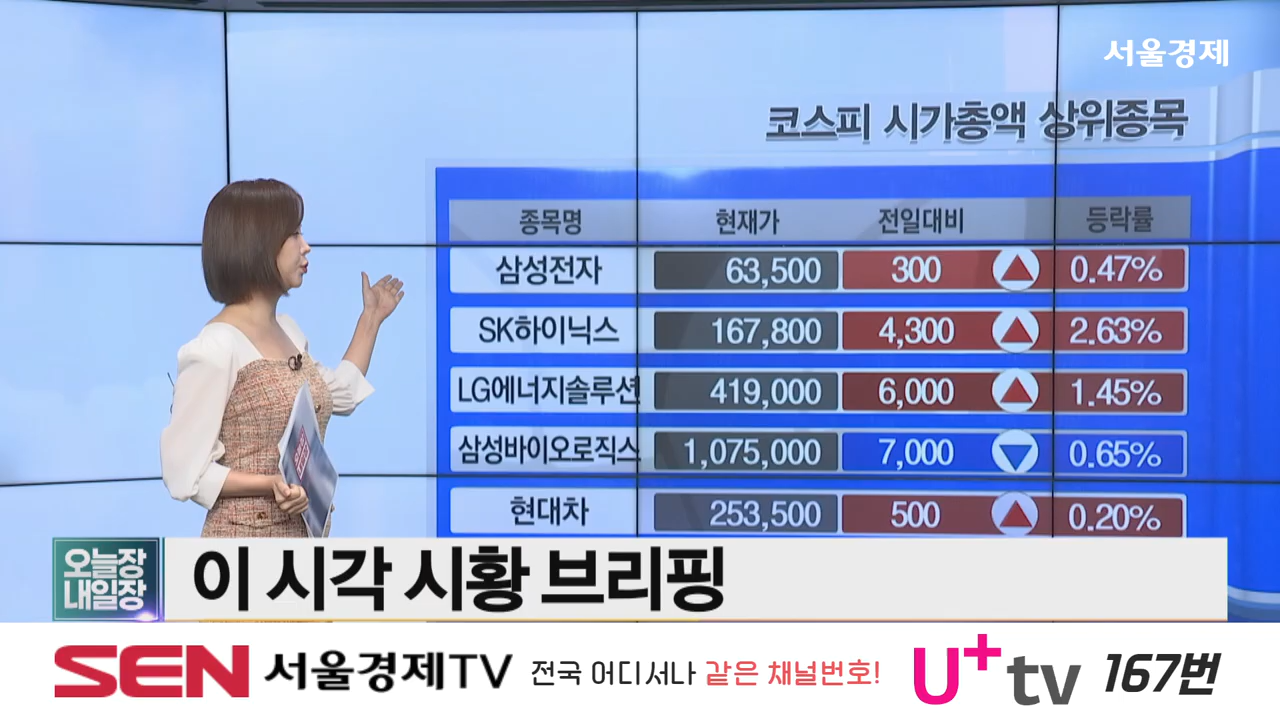 서울경제
코스피 시가총액 상위종목
종목명 현재가 전일대비 등락률
삼성전자 63,500 300 0.47%
SK하이닉스 167,800 4,300 2.63%
LG에너지솔루션 419,000 6,000 1.45%
삼성바이오로직스 1,075,000 7,000 0.65%
현대차 253,500 500 0.20%
오늘장
내일장
이 시각 시황 브리핑
SEN 서울경제TV 전국 어디서나 같은 채널번호! U+tv 167번